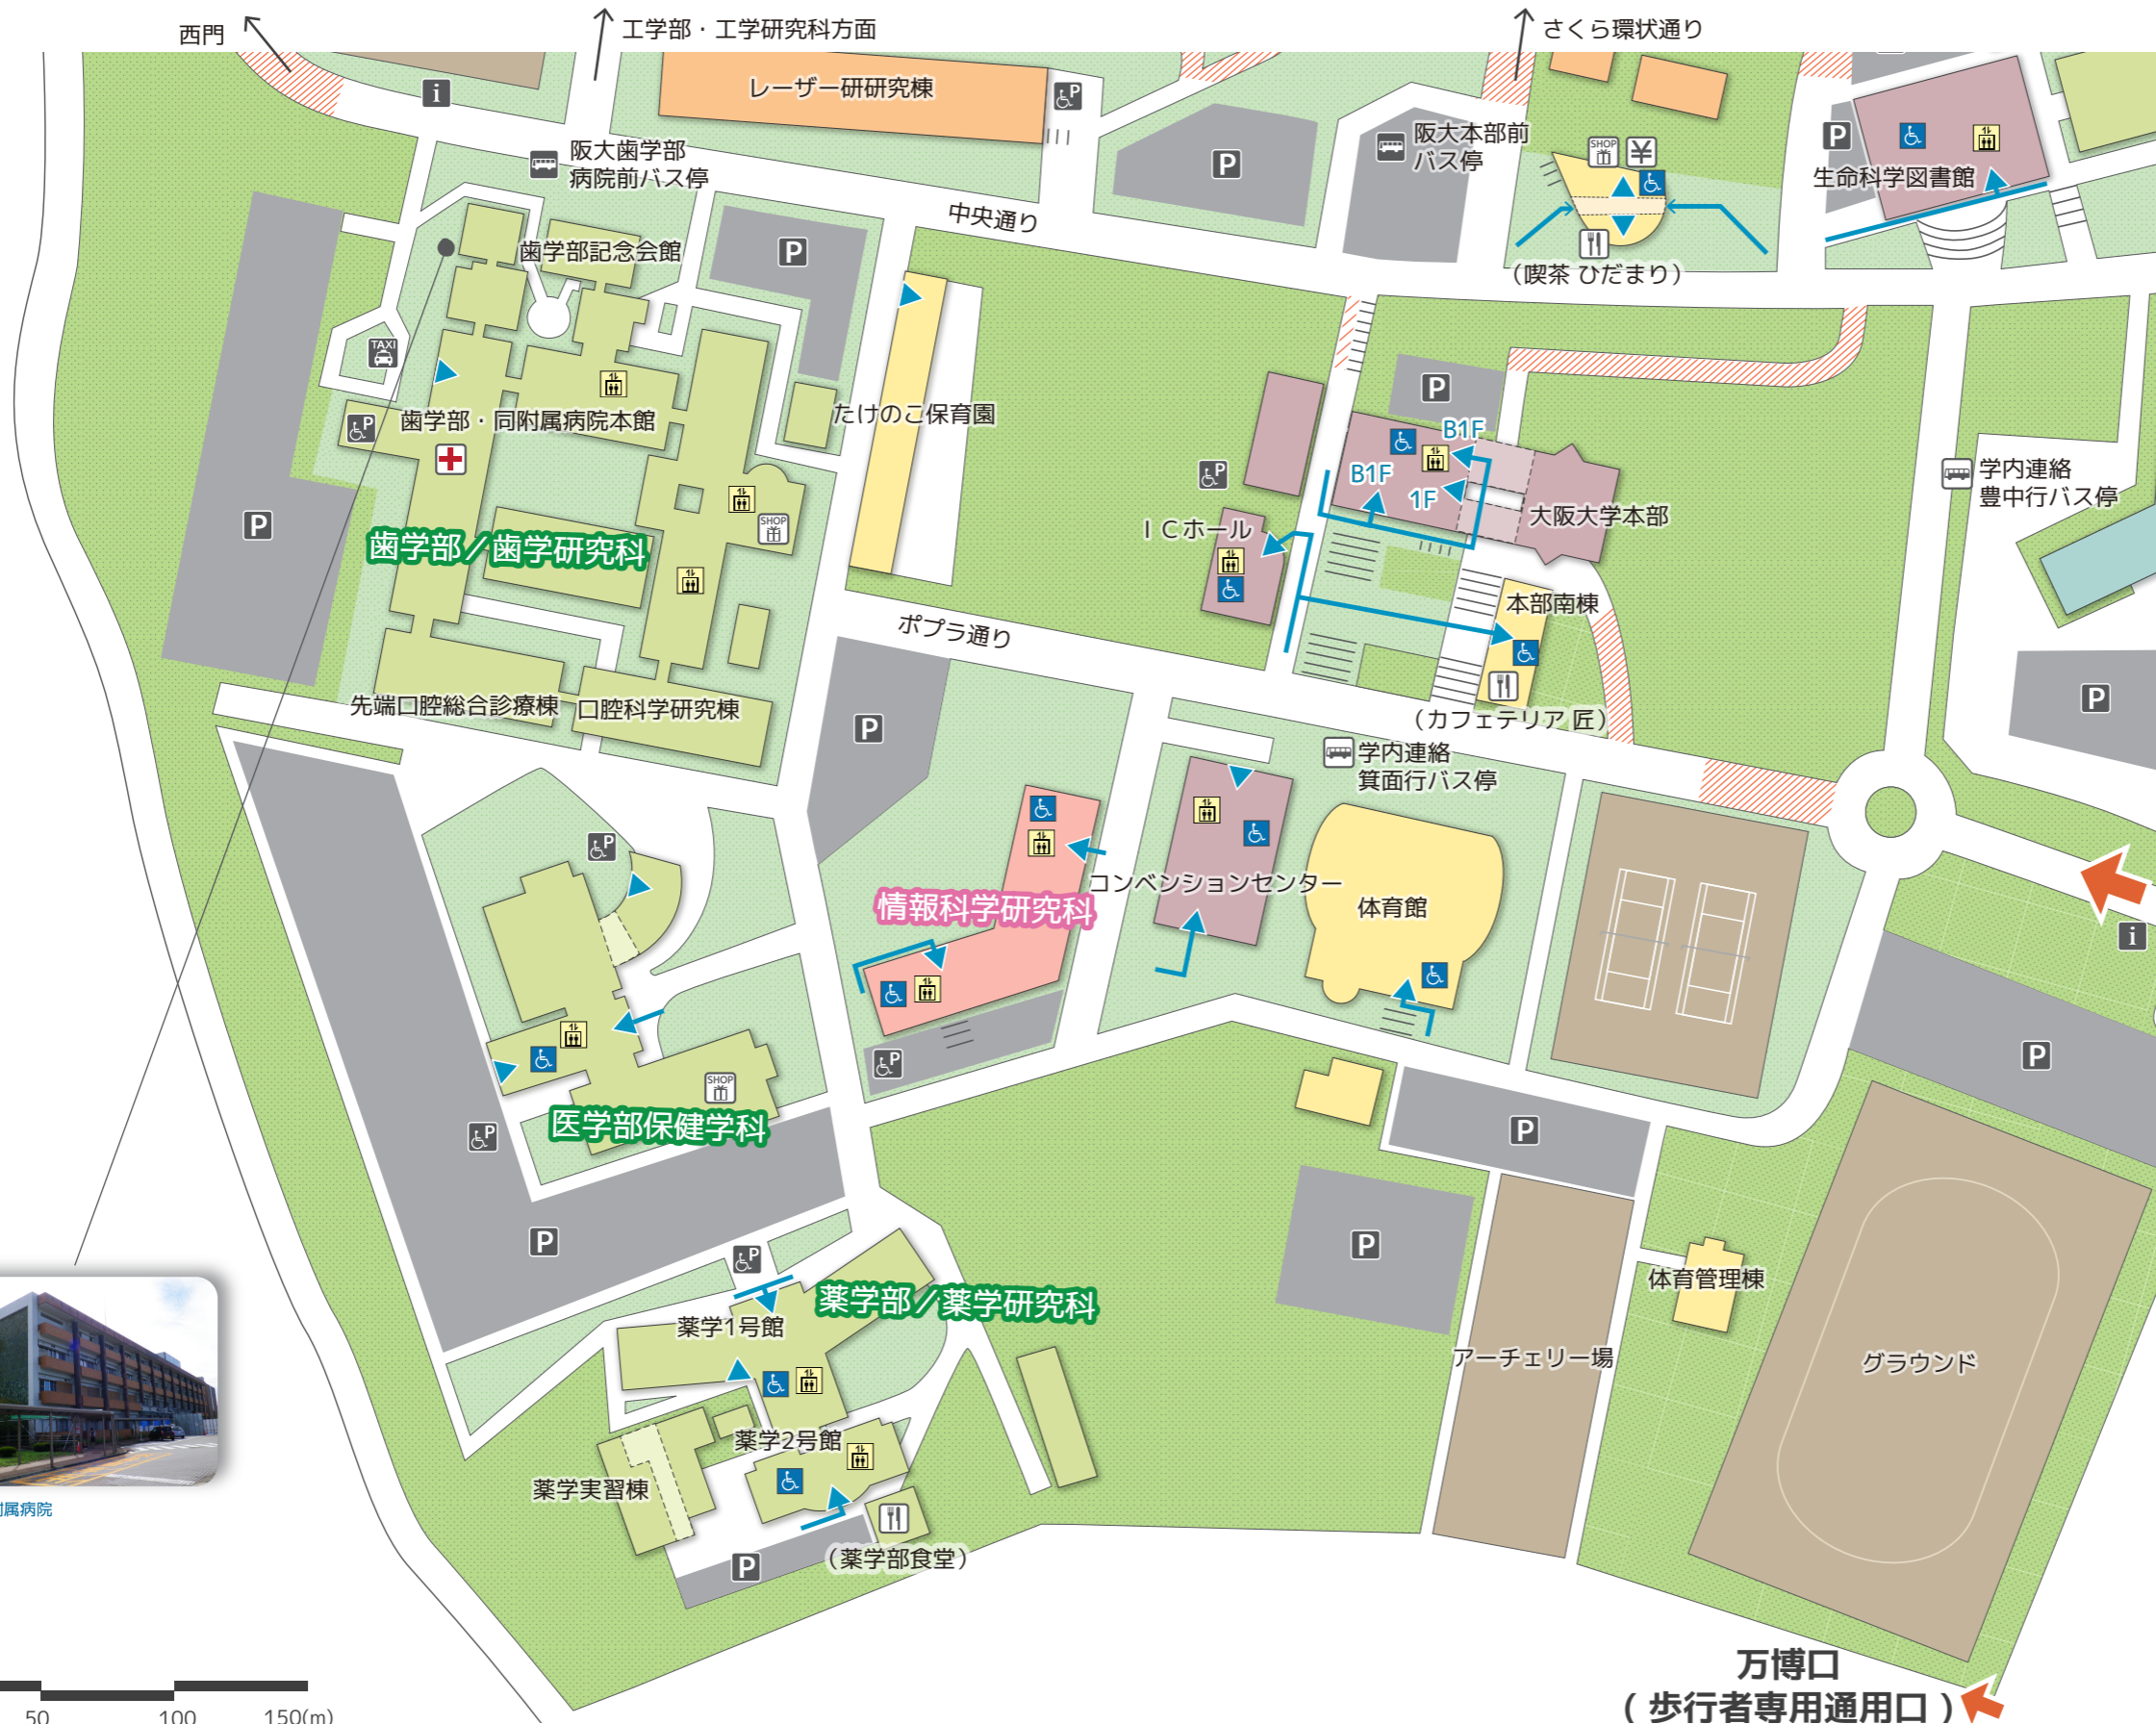 西門
工学部・工学研究科方面
さくら環状通り
レーザー研研究棟
P
i
阪大歯学部
病院前バス停
P
阪大本部前
バス停
SHOP
¥
P
生命科学図書館
中央通り
歯学部記念会館
P
（喫茶 ひだまり）
TAXI
P
たけのこ保育園
P
歯学部・同附属病院本館
P
B1F
B1F
1F
大阪大学本部
学内連絡
豊中行バス停
P
SHOP
ＩＣホール
P
歯学部／歯学研究科
本部南棟
ポプラ通り
先端口腔総合診療棟
口腔科学研究棟
P
（カフェテリア 匠）
P
学内連絡
箕面行バス停
P
コンベンションセンター
体育館
情報科学研究科
i
P
P
SHOP
医学部保健学科
P
P
P
P
P
薬学部／薬学研究科
薬学1号館
体育管理棟
アーチェリー場
グラウンド
薬学2号館
薬学実習棟
属病院
P
（薬学部食堂）
万博口
( 歩行者専用通用口 )
50
100
150(m)